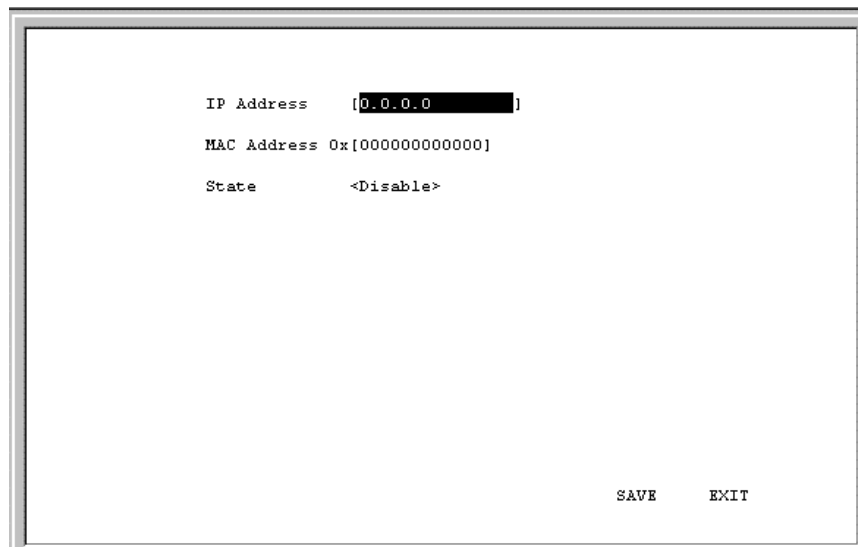 IP Address [0.0.0.0 ]
MAC Address 0x[000000000000]
State <Disable>
SAVE EXIT